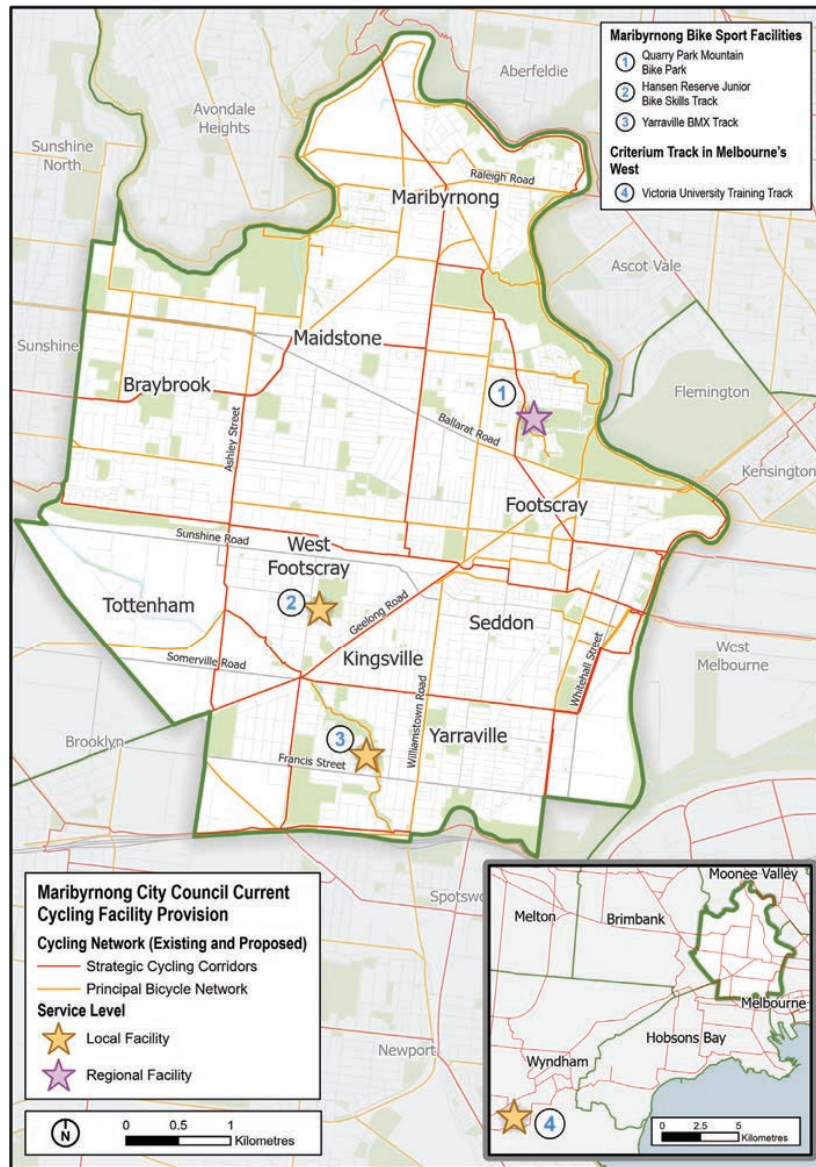 Maribyrnong Bike Sport Facilities
1 Quarry Park Mountain
Bike Park
2 Hansen Reserve Junior
Bike Skills Track
3 Yarraville BMX Track
Criterium Track in Melbourne's
West
4 Victoria University Training Track
Aberfeldie
Avondale
Heights
Sunshine
North
Raleigh Road
Maribyrnong
Ascot Vale
Sunshine
Maidstone
Braybrook
Flemington
1
Ashley Street
Ballarat Road
Kensington
Footscray
Sunshine Road
West
Footscray
Tottenham
2
Geelong Road
Seddon
Somerville Road
Kingsville
Whitehall Street
West
Melbourne
Williamstown Road
Brooklyn
3
Yarraville
Francis Street
Spotsw
Newport
Maribyrnong City Council Current
Cycling Facility Provision
Cycling Network (Existing and Proposed)
Strategic Cycling Corridors
Principal Bicycle Network
Service Level
Local Facility
Regional Facility
N
0 0.5 1
Kilometres
Moonee Valley
Melton
Brimbank
Melbourne
Hobsons Bay
Wyndham
4
0 2.5 5
Kilometres